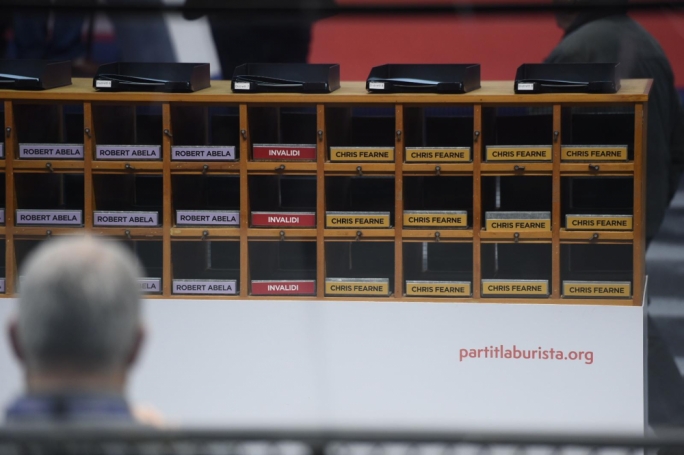 ROBERT ABELA ROBERT ABELA ROBERT ABELA INVALIDI CHRIS FEARNE CHRIS FEARNE CHRIS FEARNE CHRIS FEARNE
ROBERT ABELA ROBERT ABELA ROBERT ABELA INVALIDI CHRIS FEARNE CHRIS FEARNE CHRIS FEARNE CHRIS FEARNE
ROBERT ABELA INVALIDI CHRIS FEARNE CHRIS FEARNE CHRIS FEARNE CHRIS FEARNE
partitlaburista.org